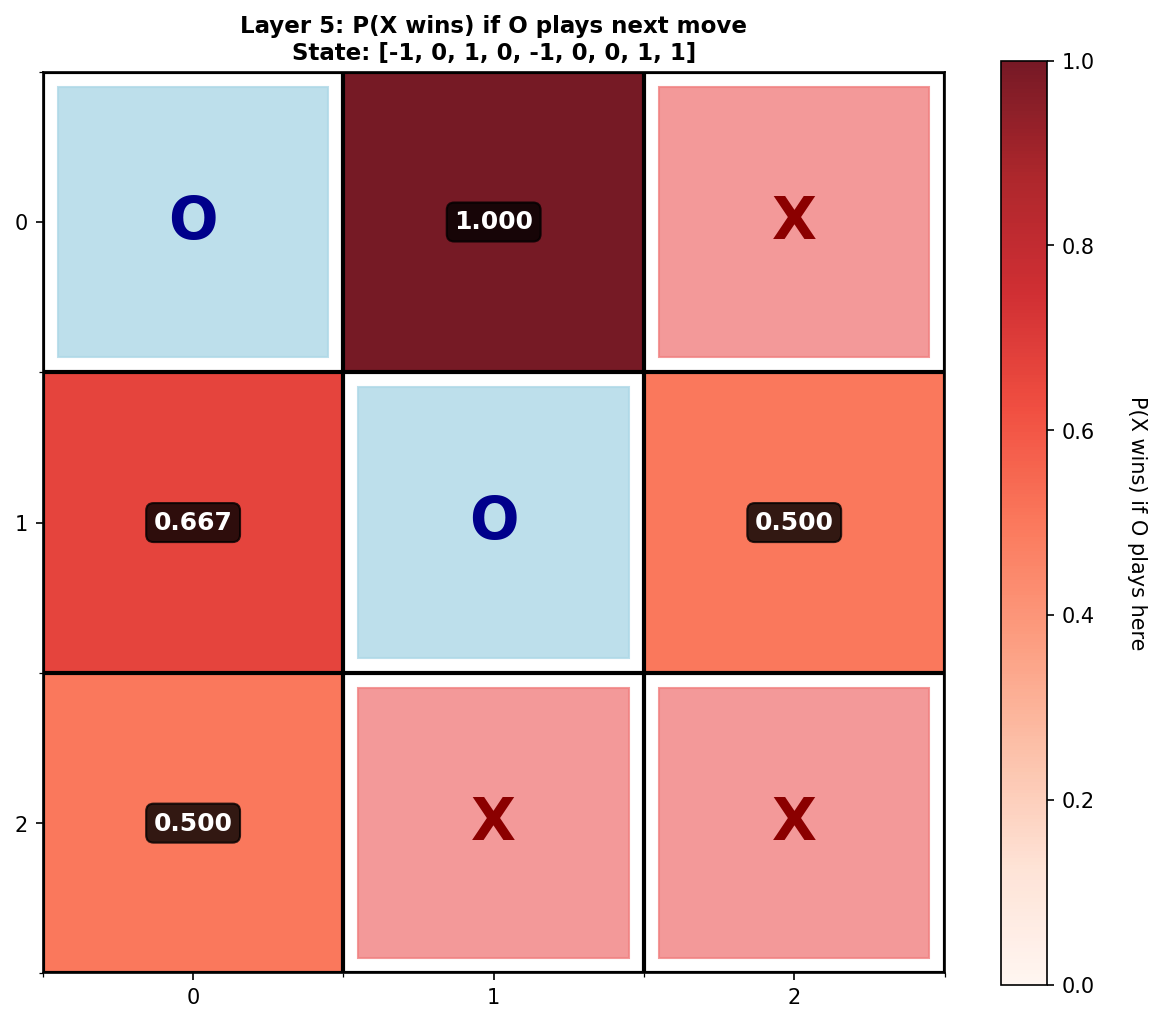 Layer 5: P(X wins) if O plays next move
State: [-1, 0, 1, 0, -1, 0, 0, 1, 1]
O
1.000
X
0.667
O
0.500
0.500
X
X
0
1
2
0
1
2
1.0
0.8
0.6
0.4
0.2
0.0
P(X wins) if O plays here